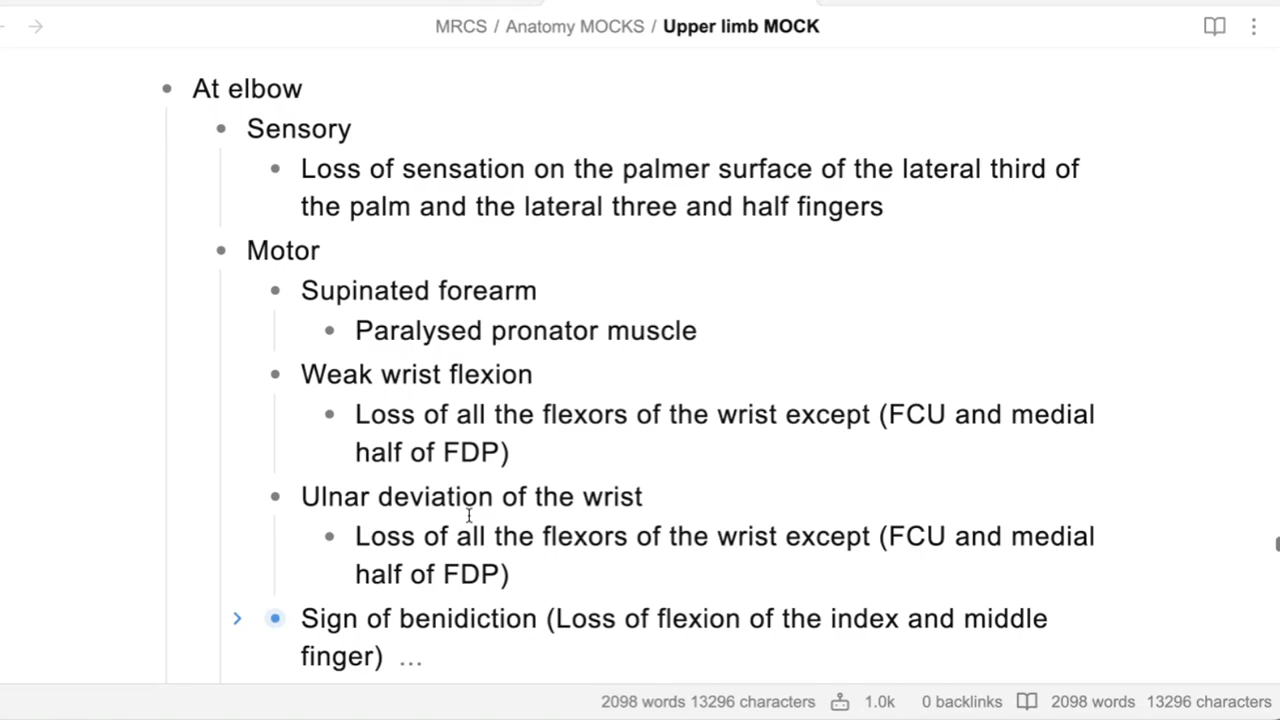 MRCS / Anatomy MOCKS / Upper limb MOCK
At elbow
Sensory
Loss of sensation on the palmer surface of the lateral third of
the palm and the lateral three and half fingers
Motor
Supinated forearm
Paralysed pronator muscle
Weak wrist flexion
Loss of all the flexors of the wrist except (FCU and medial
half of FDP)
Ulnar deviation of the wrist
Loss of all the flexors of the wrist except (FCU and medial
half of FDP)
Sign of benidiction (Loss of flexion of the index and middle
finger) ...
2098 words 13296 characters 1.0k 0 backlinks 2098 words 13296 characters